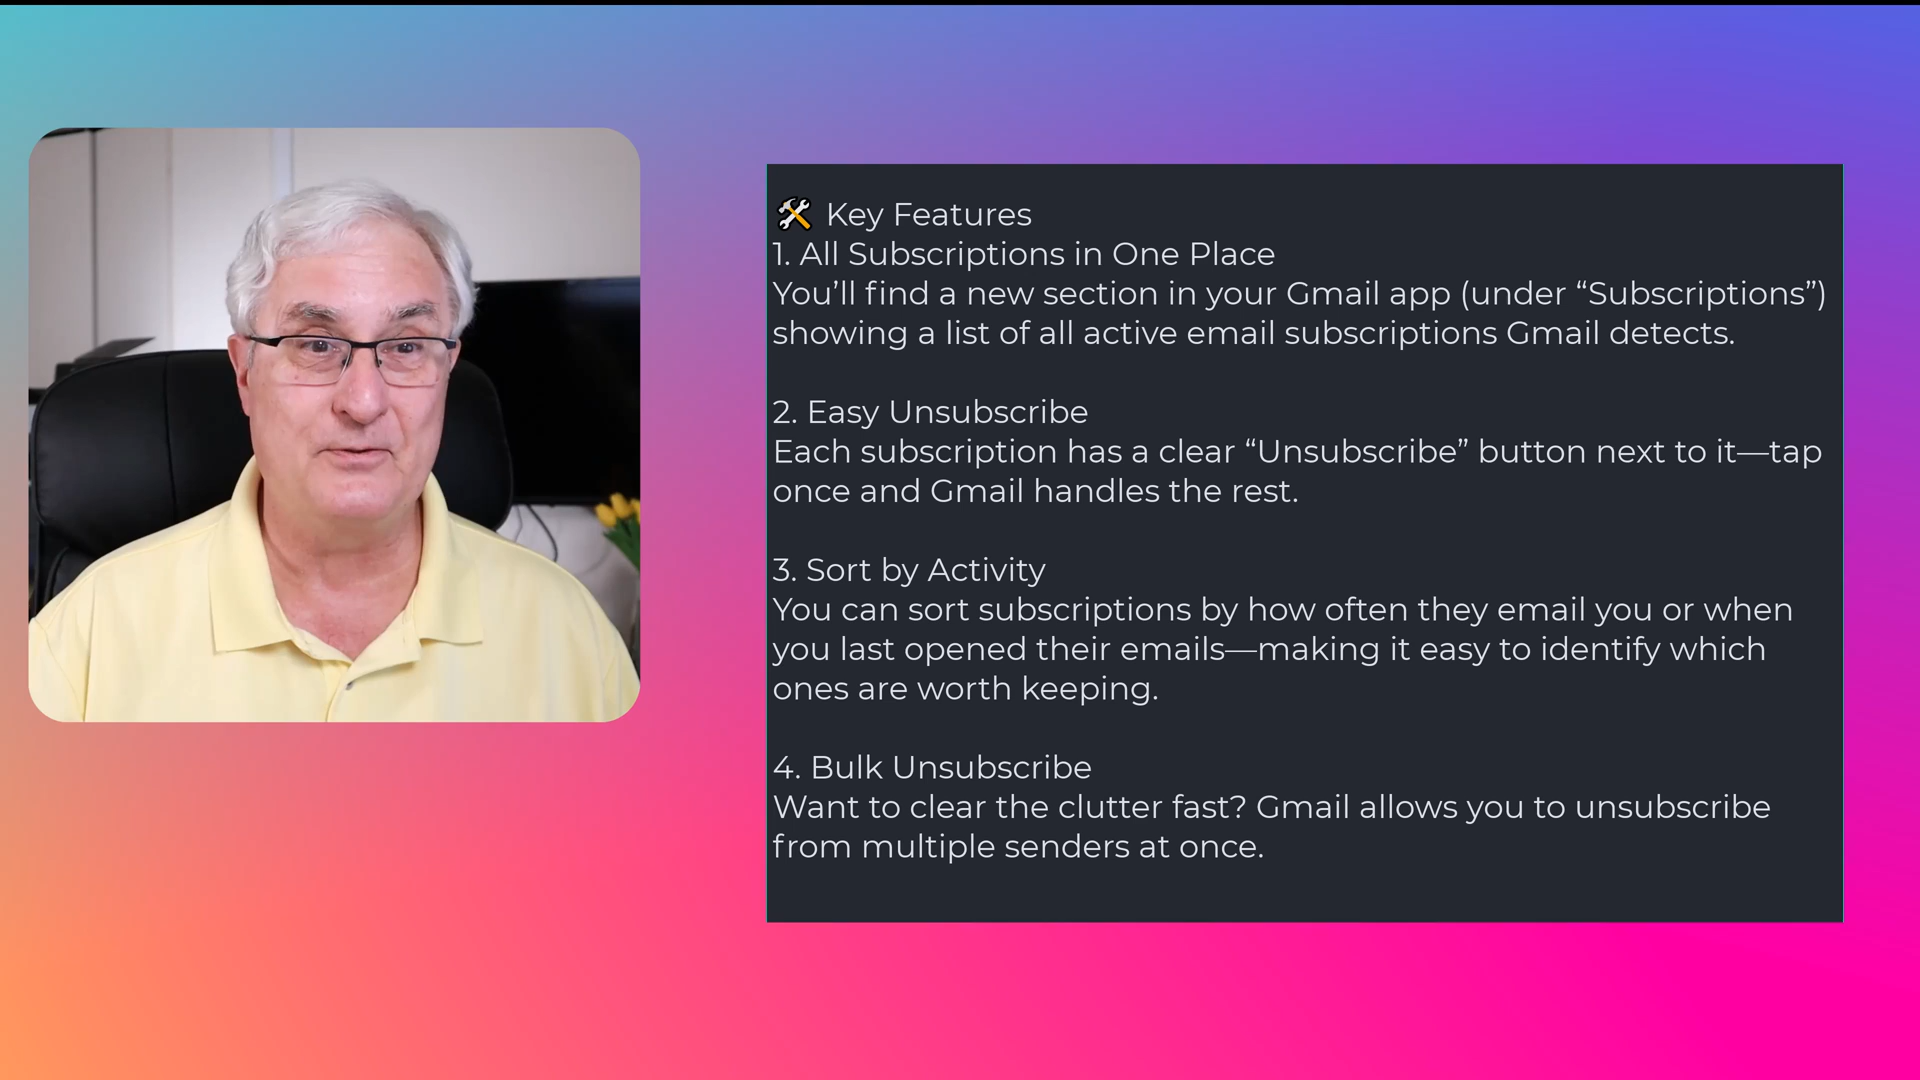 🛠 Key Features
1. All Subscriptions in One Place
You’ll find a new section in your Gmail app (under “Subscriptions”)
showing a list of all active email subscriptions Gmail detects.
2. Easy Unsubscribe
Each subscription has a clear “Unsubscribe” button next to it—tap
once and Gmail handles the rest.
3. Sort by Activity
You can sort subscriptions by how often they email you or when
you last opened their emails—making it easy to identify which
ones are worth keeping.
4. Bulk Unsubscribe
Want to clear the clutter fast? Gmail allows you to unsubscribe
from multiple senders at once.